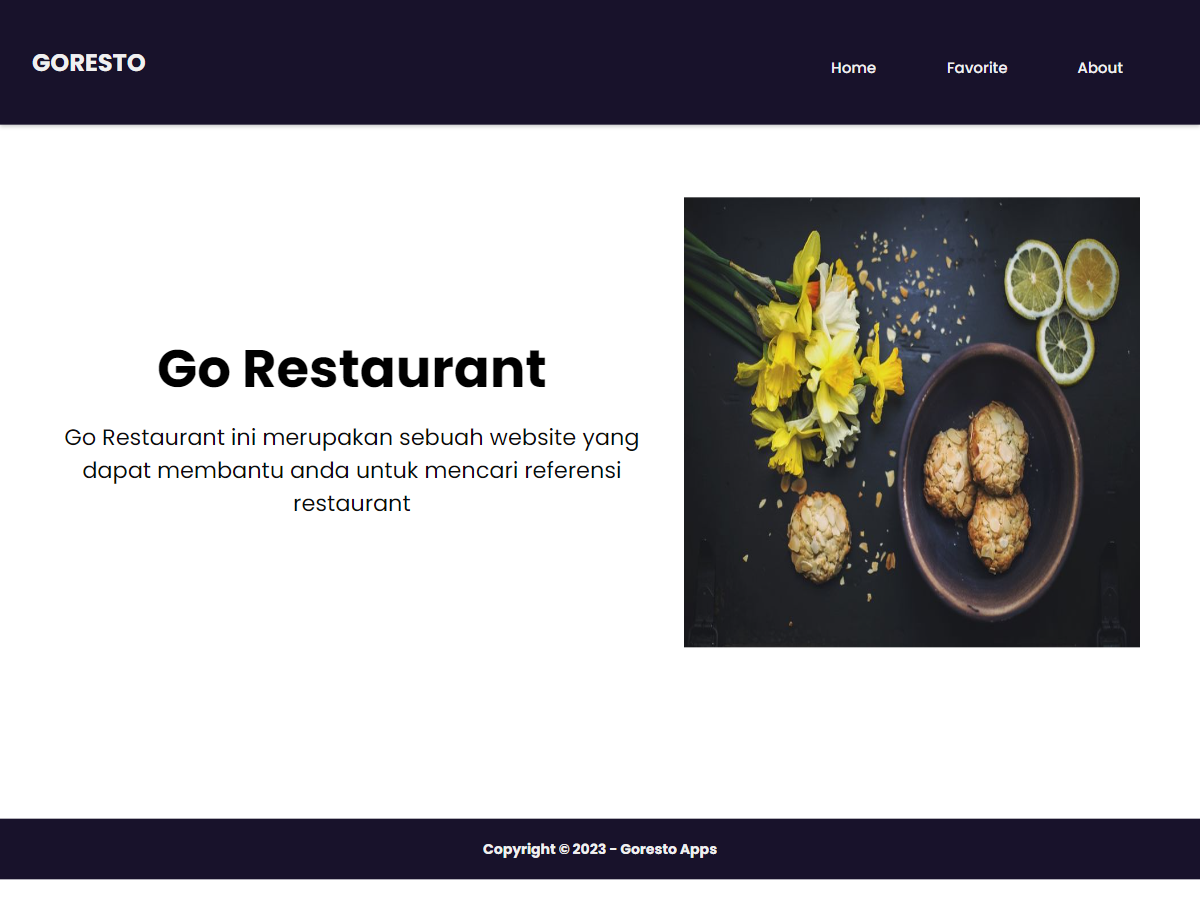 GORESTO
Home
Favorite
About
Go Restaurant
Go Restaurant ini merupakan sebuah website yang
dapat membantu anda untuk mencari referensi
restaurant
Copyright © 2023 - Goresto Apps